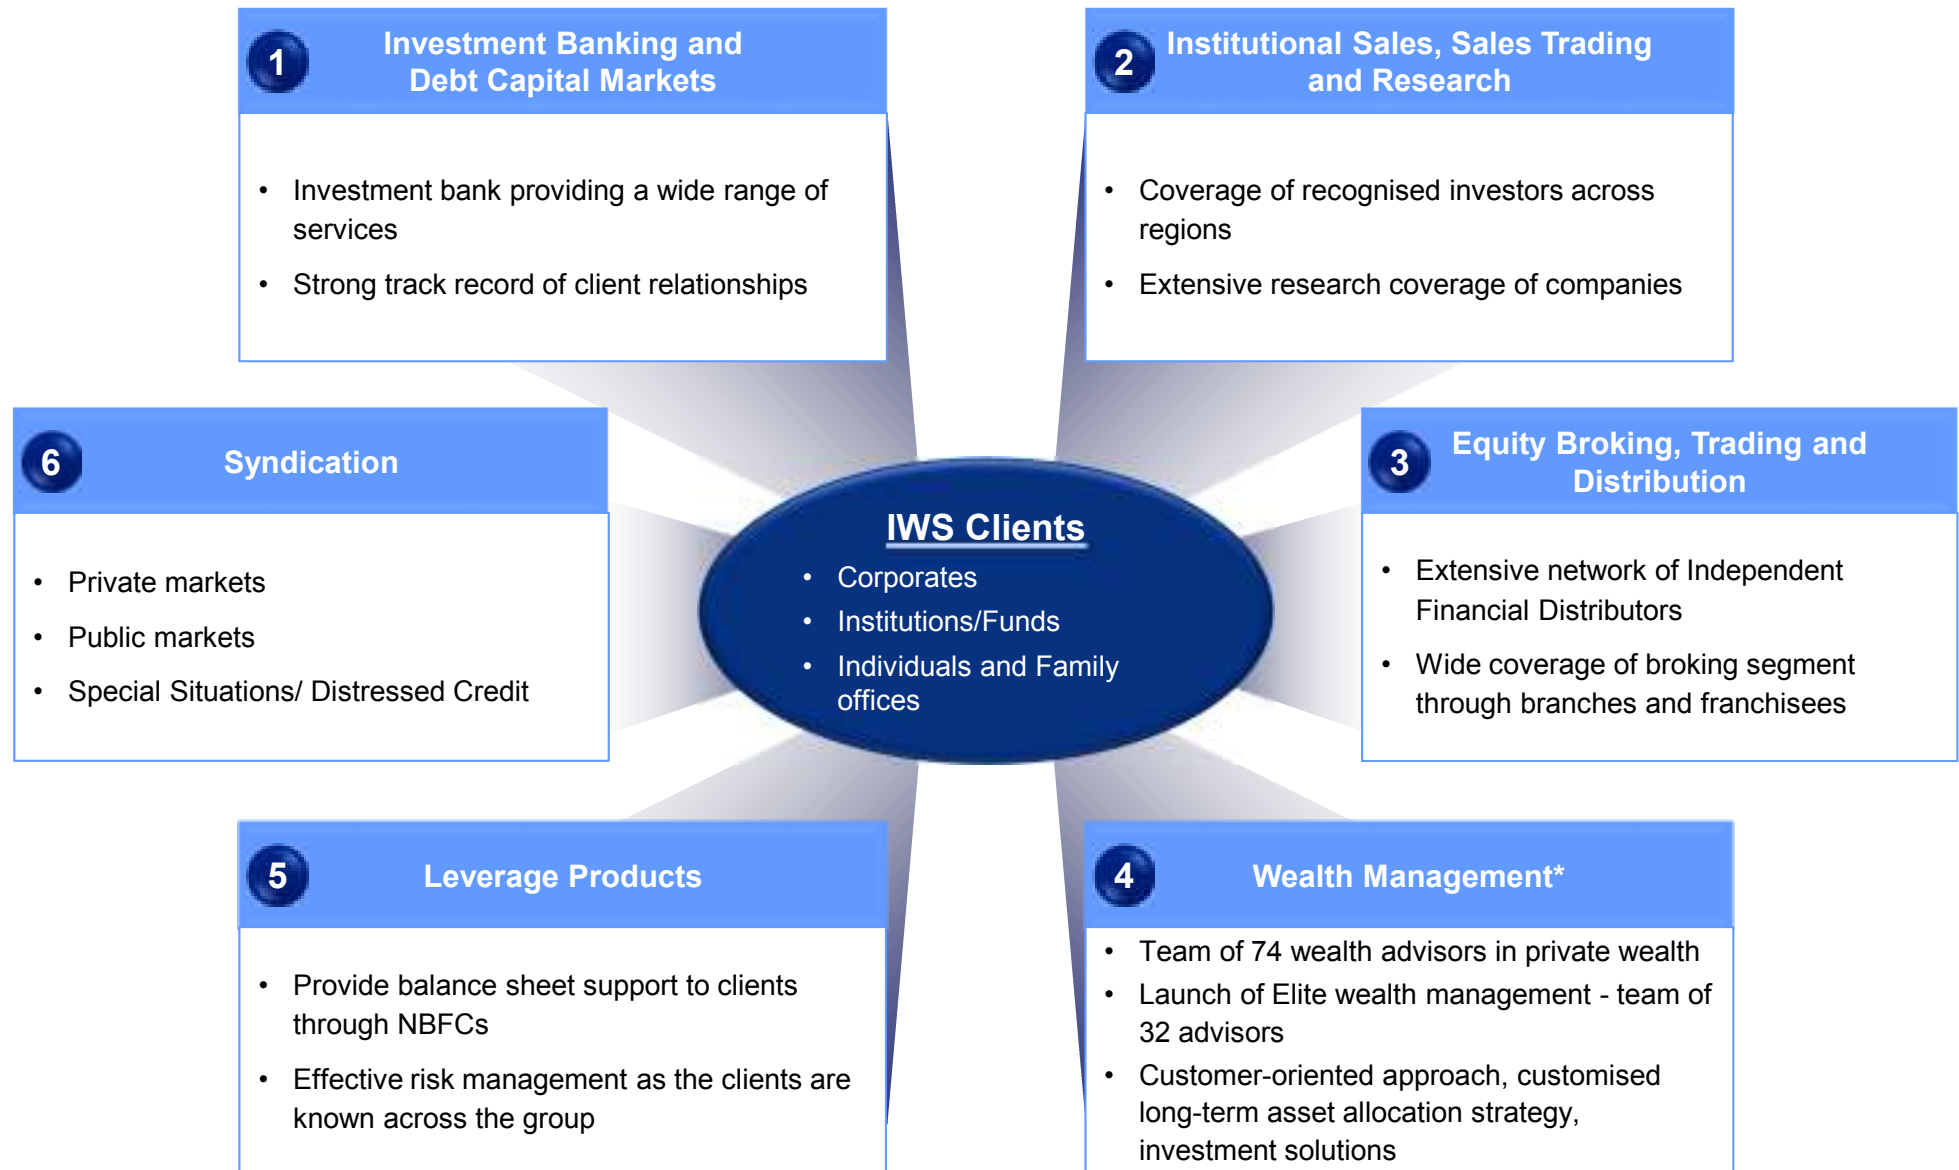 1
Investment Banking and
Debt Capital Markets
• Investment bank providing a wide range of
services
• Strong track record of client relationships
2
Institutional Sales, Sales Trading
and Research
• Coverage of recognised investors across
regions
• Extensive research coverage of companies
6
Syndication
• Private markets
• Public markets
• Special Situations/ Distressed Credit
IWS Clients
• Corporates
• Institutions/Funds
• Individuals and Family
offices
3
Equity Broking, Trading and
Distribution
• Extensive network of Independent
Financial Distributors
• Wide coverage of broking segment
through branches and franchisees
5
Leverage Products
• Provide balance sheet support to clients
through NBFCs
• Effective risk management as the clients are
known across the group
4
Wealth Management*
• Team of 74 wealth advisors in private wealth
• Launch of Elite wealth management - team of
32 advisors
• Customer-oriented approach, customised
long-term asset allocation strategy,
investment solutions